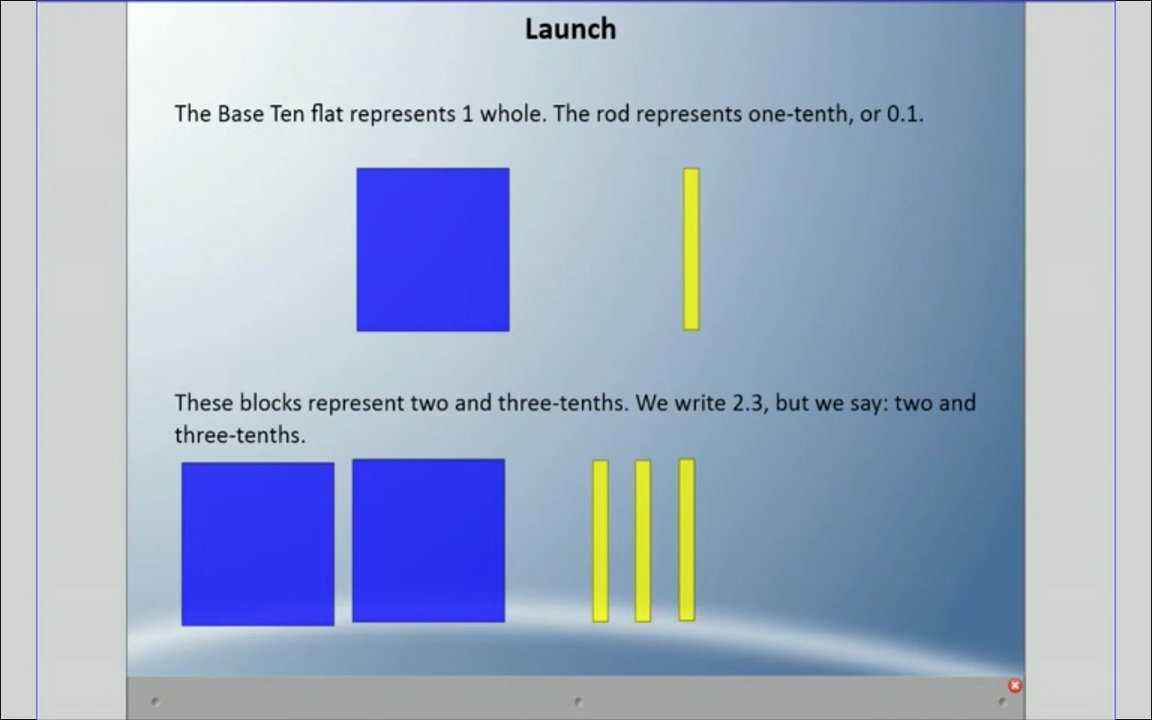 Launch
The Base Ten flat represents 1 whole. The rod represents one-tenth, or 0.1.
These blocks represent two and three-tenths. We write 2.3, but we say: two and
three-tenths.